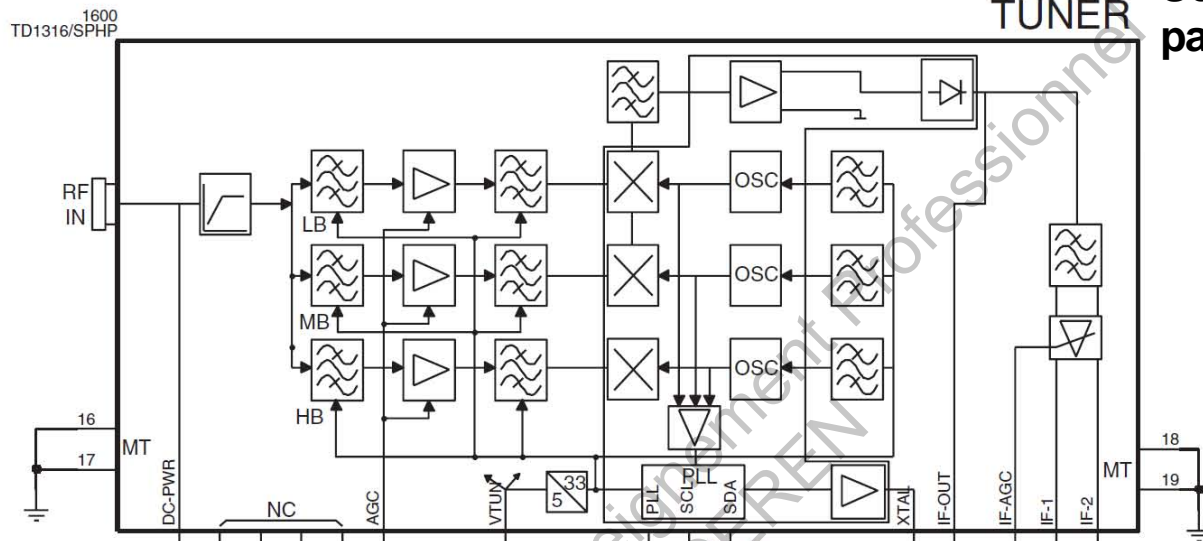 1600
TD1316/SPHP
TUNER
pa
RF
IN
LB
MB
HB
OSC
OSC
OSC
16
17
MT
18
19
MT
33
5
PLL
DC-PWR
NC
AGC
PLL
SCL
SDA
XTAL
IF-OUT
IF-AGC
IF-1
IF-2